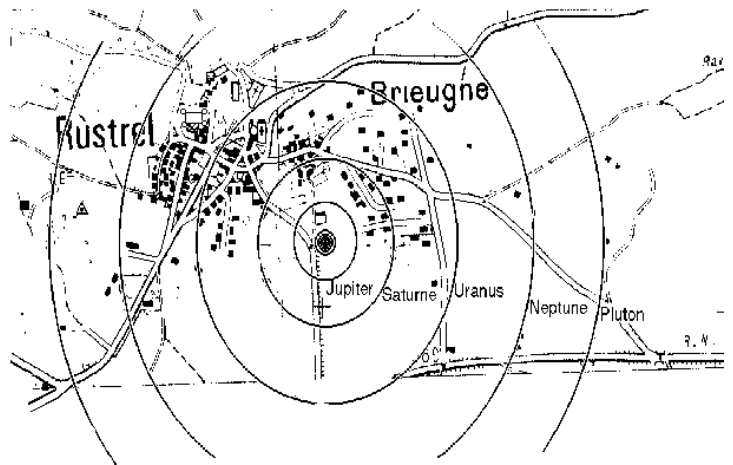 Rustrel
Brieugne
Jupiter
Saturne
Uranus
Neptune
Pluton
R.N.